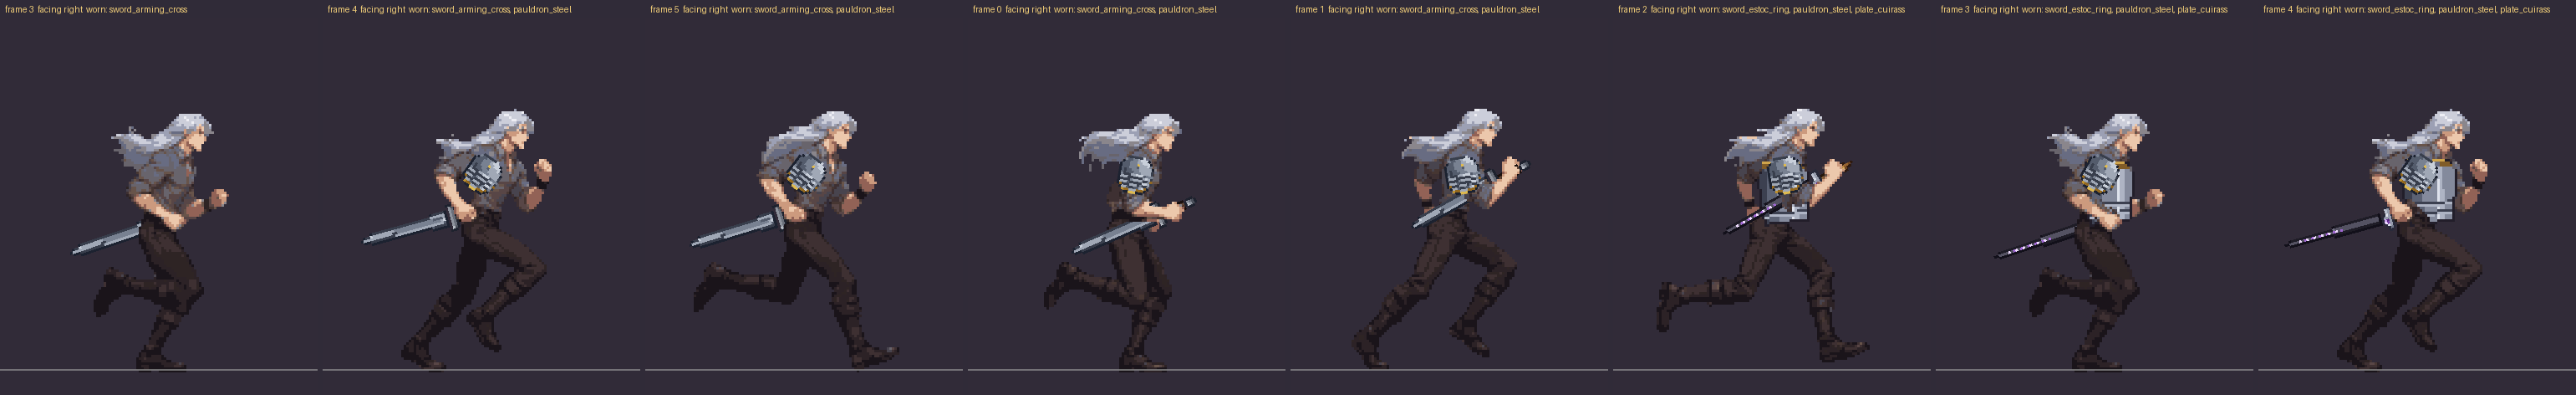 frame 3 facing right worn: sword_arming_cross
frame 4 facing right worn: sword_arming_cross, pauldron_steel
frame 5 facing right worn: sword_arming_cross, pauldron_steel
frame 0 facing right worn: sword_arming_cross, pauldron_steel
frame 1 facing right worn: sword_arming_cross, pauldron_steel
frame 2 facing right worn: sword_estoc_ring, pauldron_steel, plate_cuirass
frame 3 facing right worn: sword_estoc_ring, pauldron_steel, plate_cuirass
frame 4 facing right worn: sword_estoc_ring, pauldron_steel, plate_cuirass